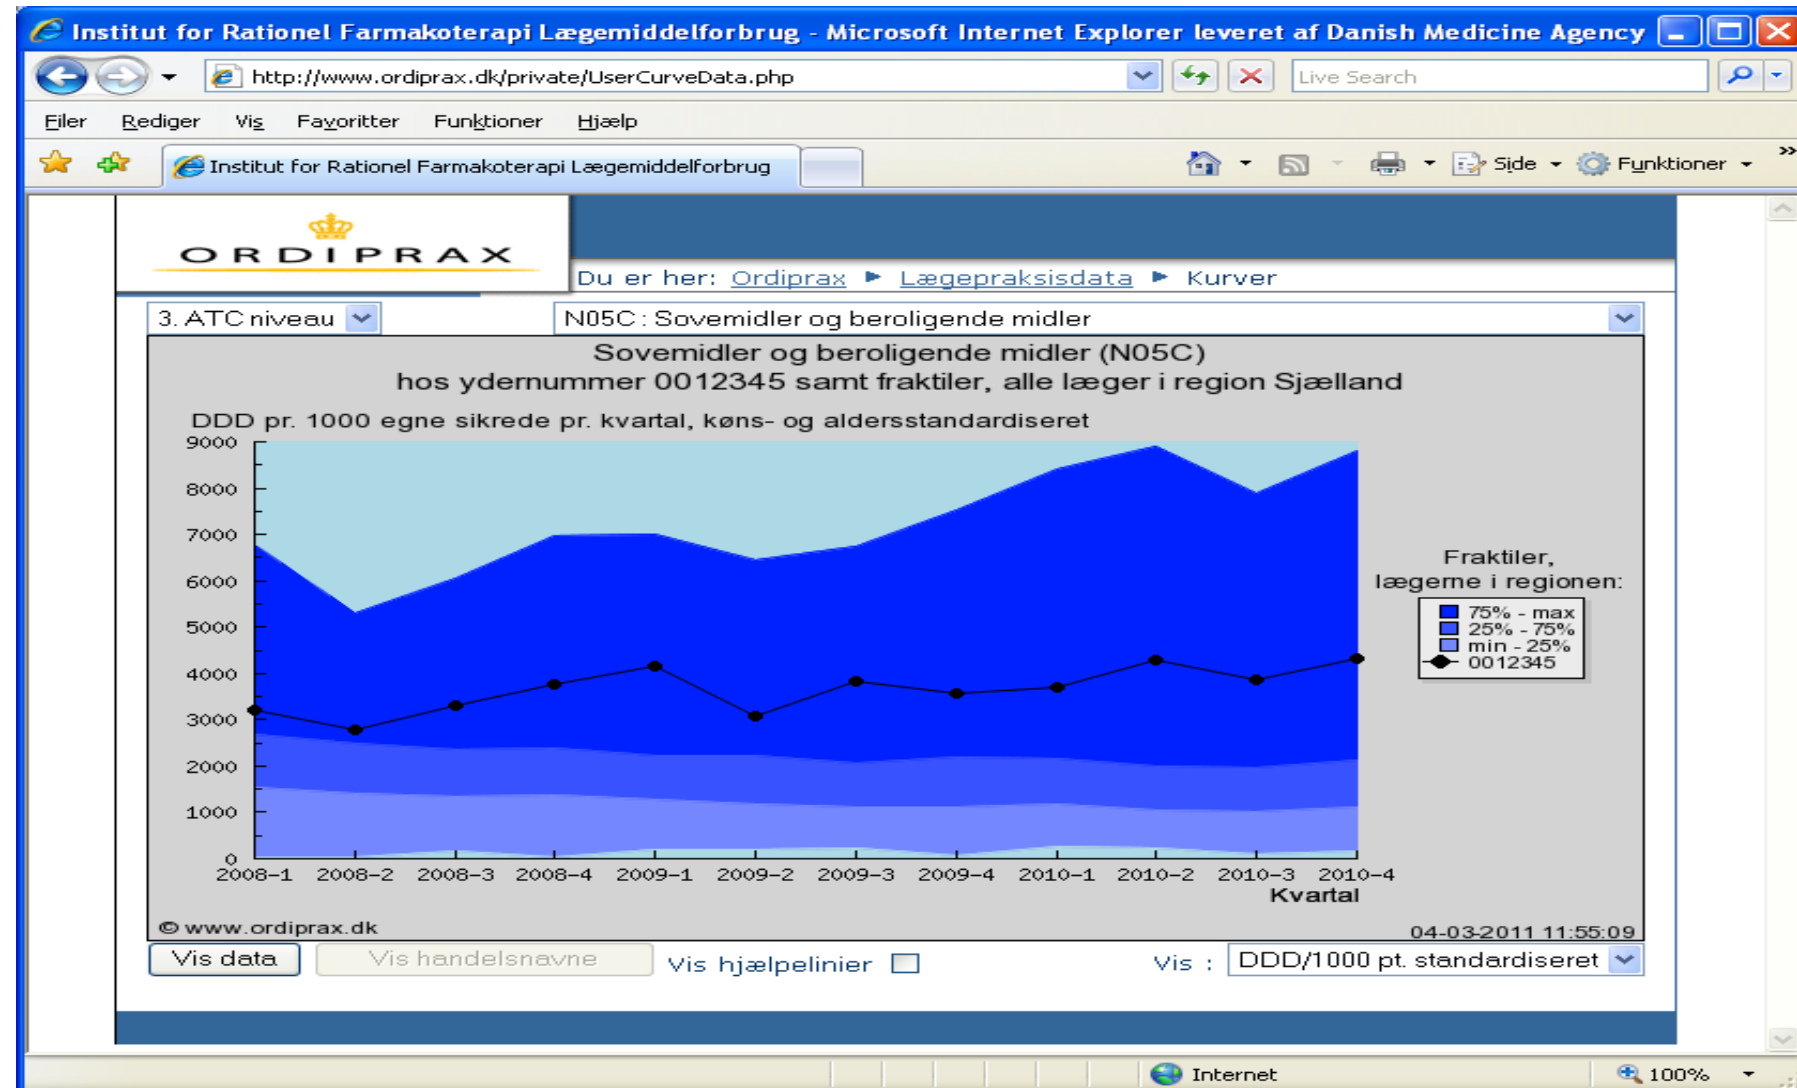 Institut for Rationel Farmakoterapi Lægemiddelforbrug - Microsoft Internet Explorer leveret af Danish Medicine Agency
http://www.ordiprax.dk/private/UserCurveData.php
Live Search
Filer Rediger Vis Favoritter Funktioner Hjælp
Institut for Rationel Farmakoterapi Lægemiddelforbrug
Side Funktioner »
ORDIPRAX
Du er her: Ordiprax ► Lægepraksisdata ► Kurver
3. ATC niveau
N05C : Sovemidler og beroligende midler
Sovemidler og beroligende midler (N05C)
hos ydernummer 0012345 samt fraktiler, alle læger i region Sjælland
DDD pr. 1000 egne sikrede pr. kvartal, køns- og aldersstandardiseret
9000
8000
7000
6000
5000
4000
3000
2000
1000
0
2008-1 2008-2 2008-3 2008-4 2009-1 2009-2 2009-3 2009-4 2010-1 2010-2 2010-3 2010-4
Kvartal
Fraktiler,
lægerne i regionen:
75% - max
25% - 75%
min - 25%
0012345
© www.ordiprax.dk
04-03-2011 11:55:09
Vis data
Vis handelsnavne
Vis hjælpelinier
Vis :
DDD/1000 pt. standardiseret
Internet
100%